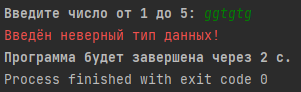 Введите число от 1 до 5: ggtgtg
Введён неверный тип данных!
Программа будет завершена через 2 с.
Process finished with exit code 0